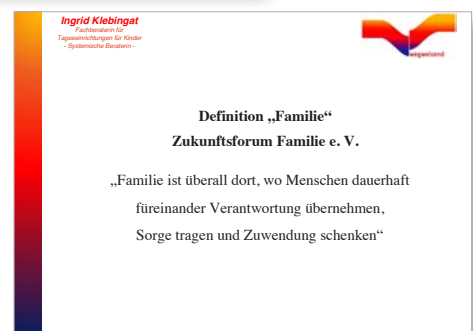 Ingrid Klebingat
Fachberaterin für
Tageseinrichtungen für Kinder
- Systemische Beraterin -
wegweisend
Definition „Familie“
Zukunftsforum Familie e. V.
„Familie ist überall dort, wo Menschen dauerhaft
füreinander Verantwortung übernehmen,
Sorge tragen und Zuwendung schenken“